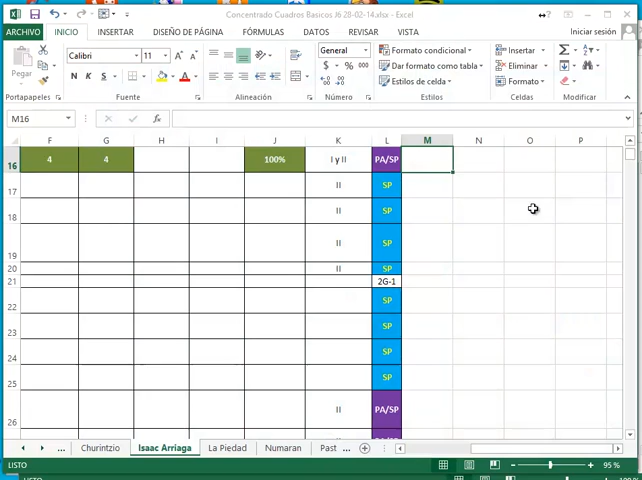 Concentrado Cuadros Basicos J6 28-02-14.xlsx - Excel
ARCHIVO INICIO INSERTAR DISEÑO DE PÁGINA FÓRMULAS DATOS REVISAR VISTA Iniciar sesión
Calibri 11 General Formato condicional Insertar
Pegar N K S Dar formato como tabla Eliminar
Estilos de celda Formato
Portapapeles Fuente Alineación Número Estilos Celdas Modificar
M16
F G H I J K L M N O P
16 4 4 100% I y II PA/SP
17 II SP
18 II SP
19 II SP
20 II SP
21 2G-1
22 SP
23 SP
24 SP
25 SP
26 II PA/SP
... Churintzio Isaac Arriaga La Piedad Numaran Past ...
LISTO 95 %